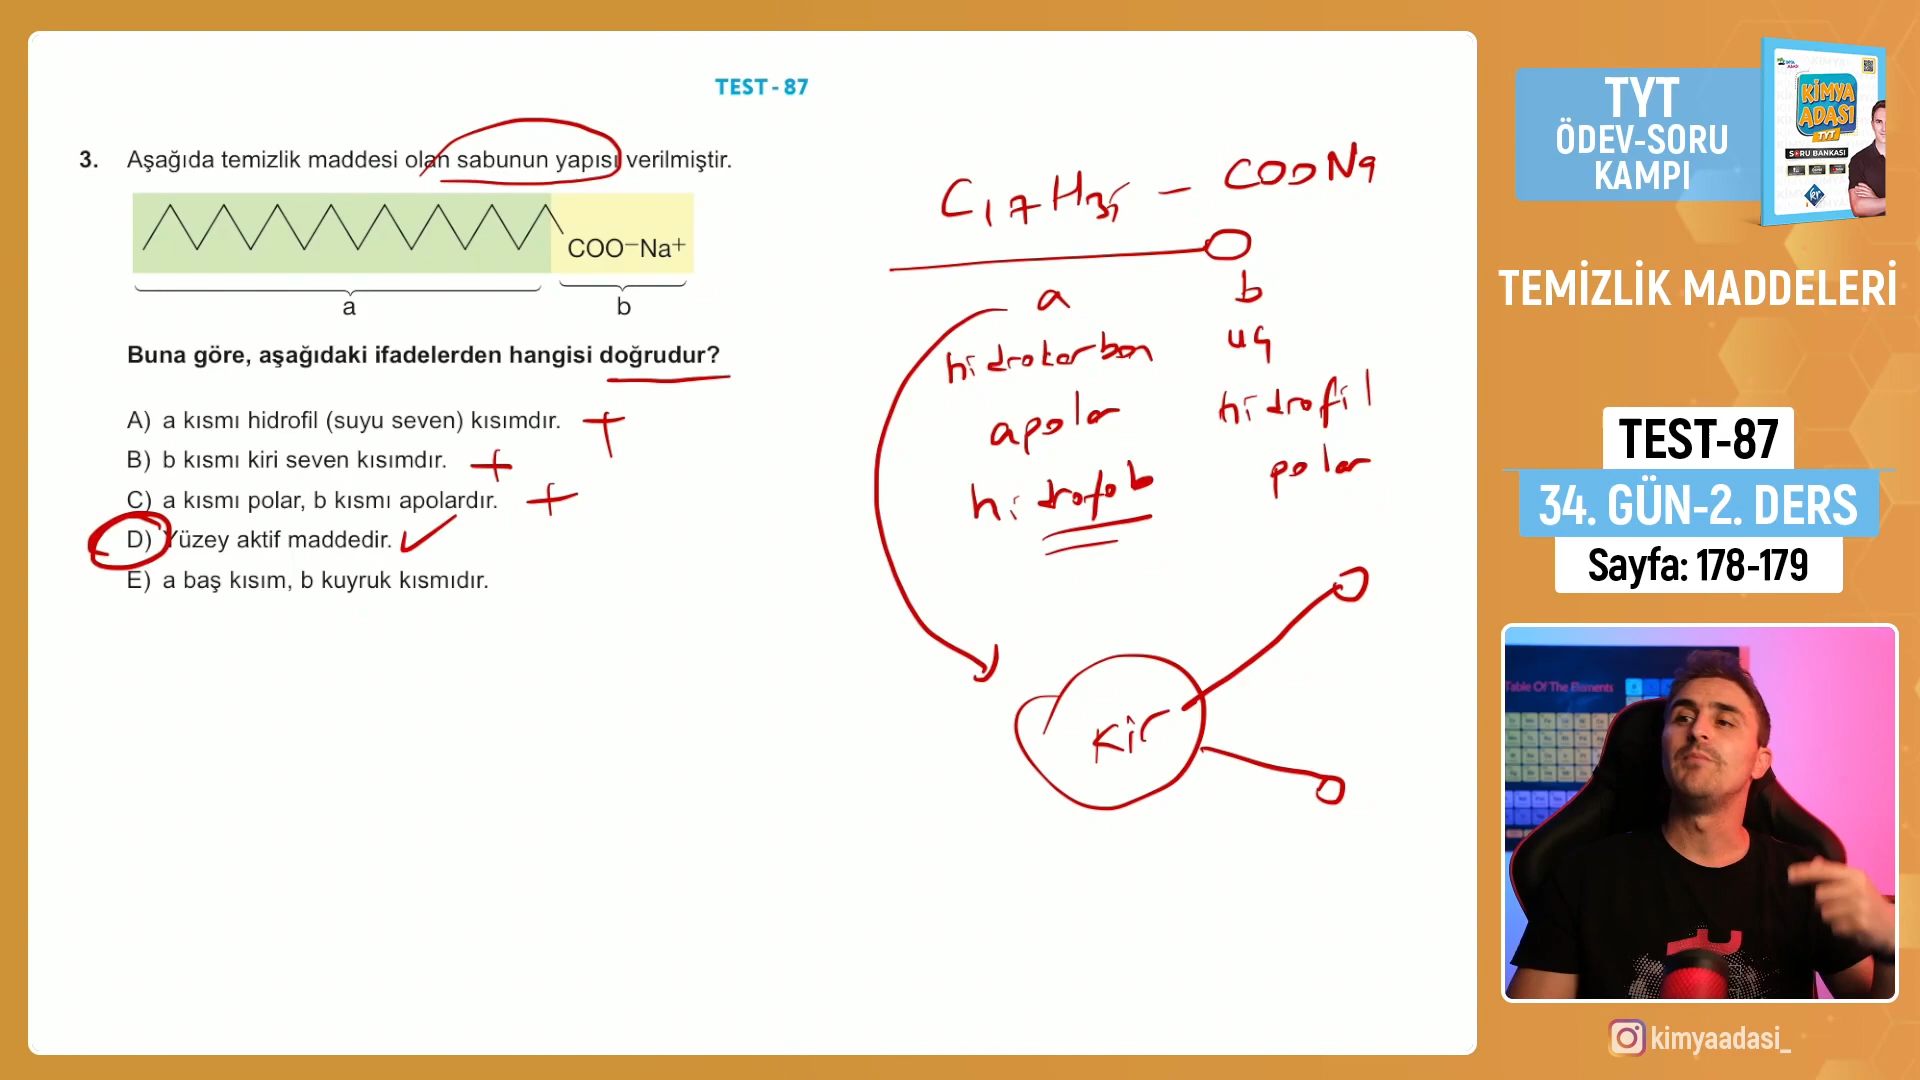 TEST - 87
3. Aşağıda temizlik maddesi olan sabunun yapısı verilmiştir.
COO⁻Na⁺
a
b
Buna göre, aşağıdaki ifadelerden hangisi doğrudur?
A) a kısmı hidrofil (suyu seven) kısımdır.
B) b kısmı kiri seven kısımdır.
C) a kısmı polar, b kısmı apolardır.
D) Yüzey aktif maddedir.
E) a baş kısım, b kuyruk kısmıdır.
C17H35 - COONa
a
b
hidrokarbon
uç
apolar
hidrofil
hidrofob
polar
Kir
TYT
ÖDEV-SORU
KAMPI
KİMYA
ADASI
TYT
SORU BANKASI
TEMİZLİK MADDELERİ
TEST-87
34. GÜN-2. DERS
Sayfa: 178-179
Table Of The Elements
kimyaadasi_